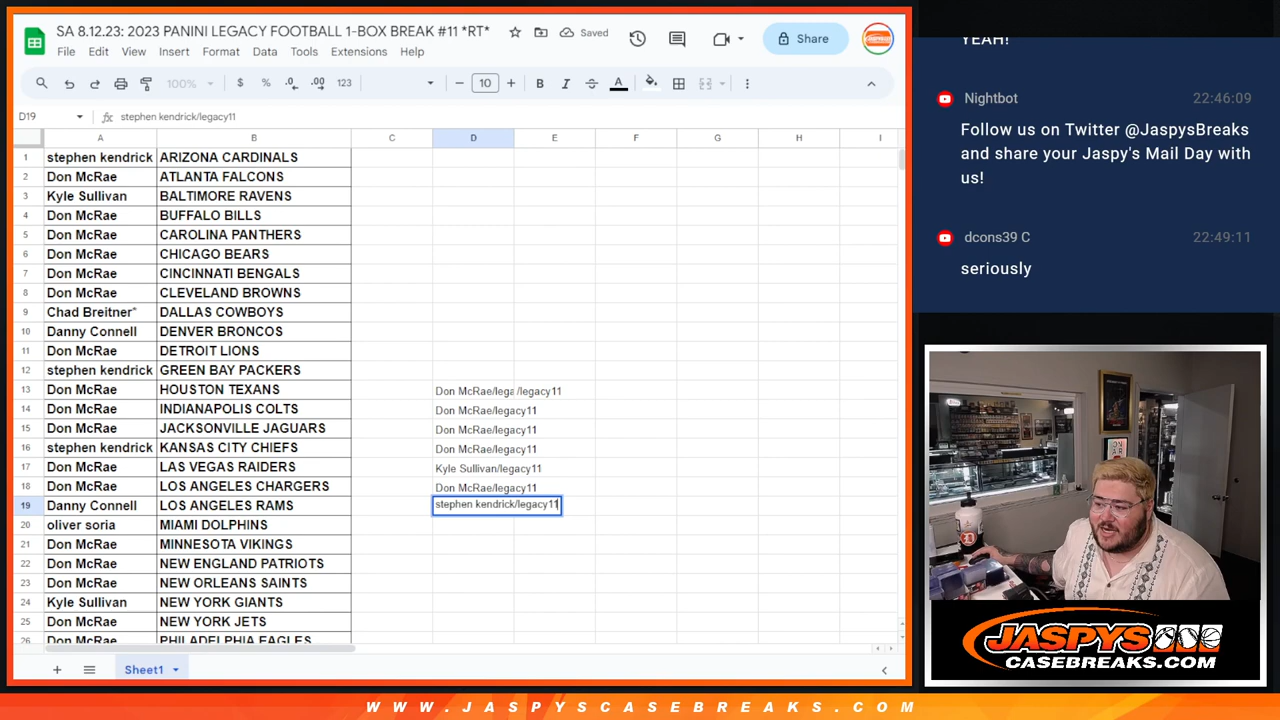 SA 8.12.23: 2023 PANINI LEGACY FOOTBALL 1-BOX BREAK #11 *RT*
Saved
Share
File Edit View Insert Format Data Tools Extensions Help
100% $ % .0 .00 123 10 B I A
D19 fx stephen kendrick/legacy11
A B C D E F G H I
1 stephen kendrick ARIZONA CARDINALS
2 Don McRae ATLANTA FALCONS
3 Kyle Sullivan BALTIMORE RAVENS
4 Don McRae BUFFALO BILLS
5 Don McRae CAROLINA PANTHERS
6 Don McRae CHICAGO BEARS
7 Don McRae CINCINNATI BENGALS
8 Don McRae CLEVELAND BROWNS
9 Chad Breitner* DALLAS COWBOYS
10 Danny Connell DENVER BRONCOS
11 Don McRae DETROIT LIONS
12 stephen kendrick GREEN BAY PACKERS
13 Don McRae HOUSTON TEXANS Don McRae/lega /legacy11
14 Don McRae INDIANAPOLIS COLTS Don McRae/legacy11
15 Don McRae JACKSONVILLE JAGUARS Don McRae/legacy11
16 stephen kendrick KANSAS CITY CHIEFS Don McRae/legacy11
17 Don McRae LAS VEGAS RAIDERS Kyle Sullivan/legacy11
18 Don McRae LOS ANGELES CHARGERS Don McRae/legacy11
19 Danny Connell LOS ANGELES RAMS stephen kendrick/legacy11
20 oliver soria MIAMI DOLPHINS
21 Don McRae MINNESOTA VIKINGS
22 Don McRae NEW ENGLAND PATRIOTS
23 Don McRae NEW ORLEANS SAINTS
24 Kyle Sullivan NEW YORK GIANTS
25 Don McRae NEW YORK JETS
26 Don McRae PHILADELPHIA EAGLES
Sheet1
YEAH!
Nightbot 22:46:09
Follow us on Twitter @JaspysBreaks
and share your Jaspy's Mail Day with
us!
dcons39 C 22:49:11
seriously
JASPYS
CASEBREAKS.COM
WWW.JASPYSCASEBREAKS.COM